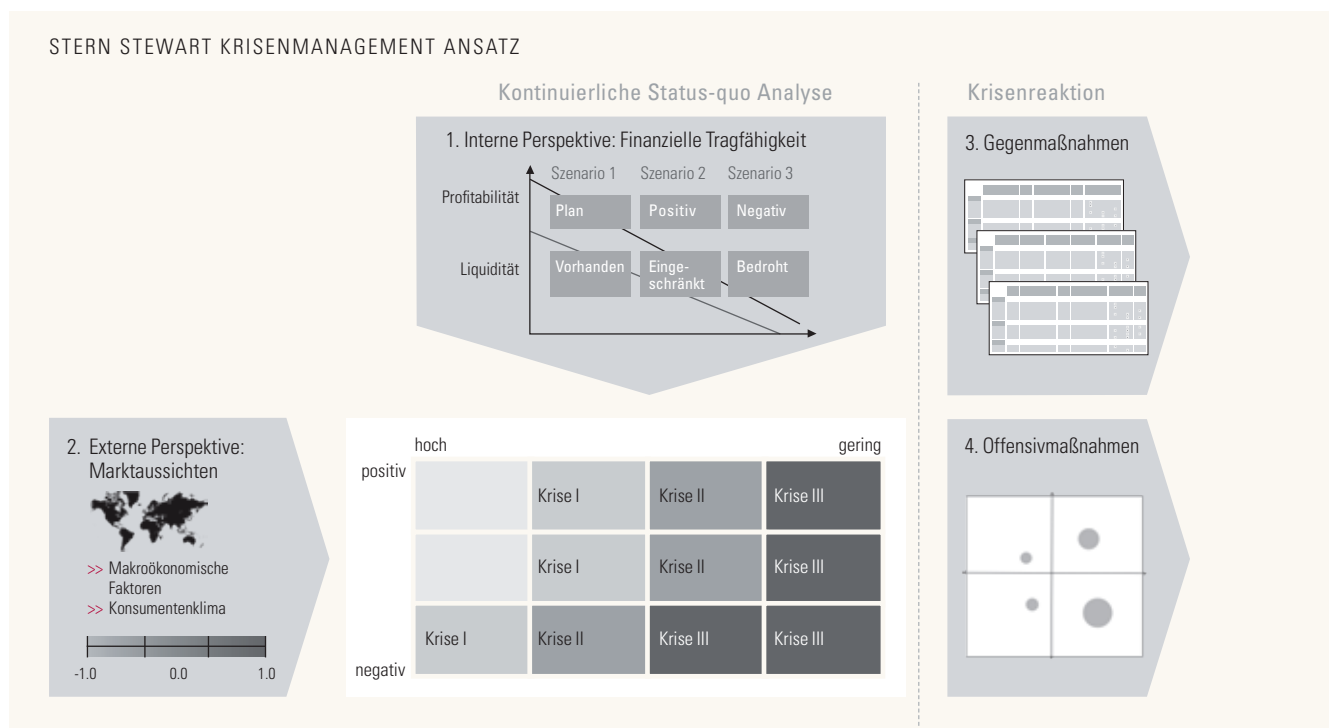 STERN STEWART KRISENMANAGEMENT ANSATZ
Kontinuierliche Status-quo Analyse
Krisenreaktion
1. Interne Perspektive: Finanzielle Tragfähigkeit
Szenario 1 Szenario 2 Szenario 3
Profitabilität
Plan Positiv Negativ
Liquidität
Vorhanden Einge- Bedroht
schränkt
3. Gegenmaßnahmen
2. Externe Perspektive:
Marktaussichten
>> Makroökonomische
Faktoren
>> Konsumentenklima
-1.0 0.0 1.0
hoch gering
positiv
Krise I Krise II Krise III
Krise I Krise II Krise III
Krise I Krise II Krise III Krise III
negativ
4. Offensivmaßnahmen